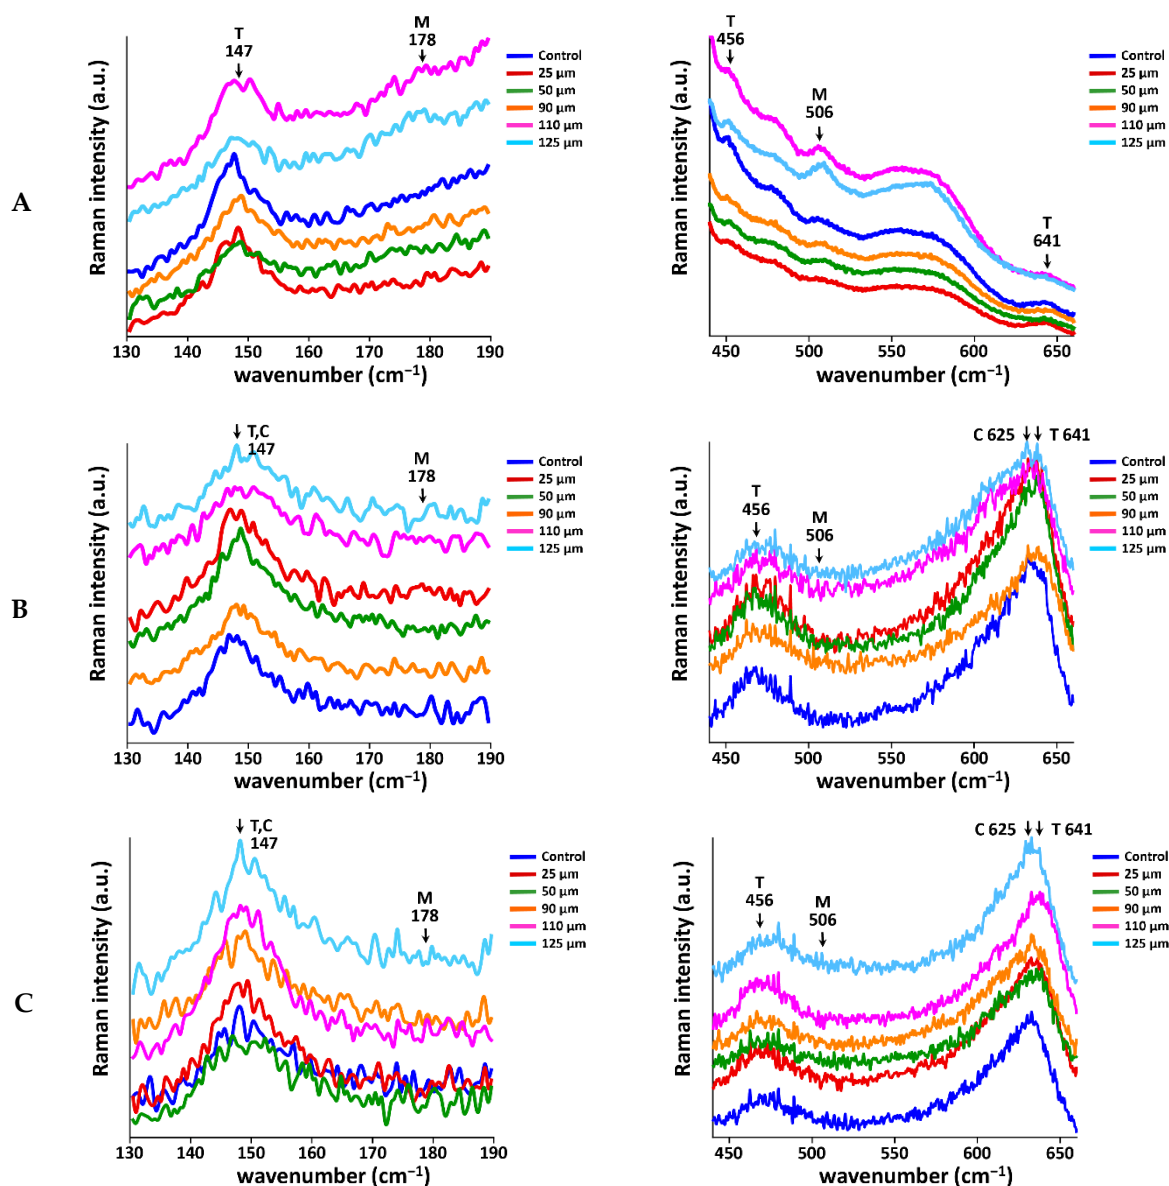 A
T
147
M
178
Control
25 μm
50 μm
90 μm
110 μm
125 μm
Raman intensity (a.u.)
130 140 150 160 170 180 190
wavenumber (cm⁻¹)
T
456
M
506
T
641
Control
25 μm
50 μm
90 μm
110 μm
125 μm
Raman intensity (a.u.)
450 500 550 600 650
wavenumber (cm⁻¹)
B
T,C
147
M
178
Control
25 μm
50 μm
90 μm
110 μm
125 μm
Raman intensity (a.u.)
130 140 150 160 170 180 190
wavenumber (cm⁻¹)
C 625 T 641
T
456
M
506
Control
25 μm
50 μm
90 μm
110 μm
125 μm
Raman intensity (a.u.)
450 500 550 600 650
wavenumber (cm⁻¹)
C
T,C
147
M
178
Control
25 μm
50 μm
90 μm
110 μm
125 μm
Raman intensity (a.u.)
130 140 150 160 170 180 190
wavenumber (cm⁻¹)
C 625 T 641
T
456
M
506
Control
25 μm
50 μm
90 μm
110 μm
125 μm
Raman intensity (a.u.)
450 500 550 600 650
wavenumber (cm⁻¹)